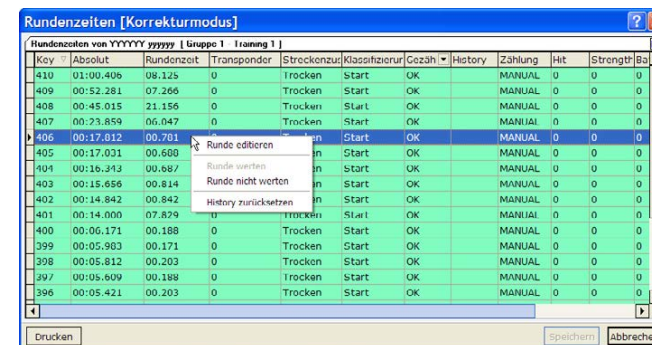 Rundenzeiten [Korrekturmodus]
Rundenzeiten von YYYYYY yyyyyy [ Gruppe 1 - Training 1 ]
Key Absolut Rundenzeit Transponder Streckenzus Klassifizierur Gezäh History Zählung Hit Strength Ba
410 01:00.406 08.125 0 Trocken Start OK MANUAL 0 0 0
409 00:52.281 07.266 0 Trocken Start OK MANUAL 0 0 0
408 00:45.015 21.156 0 Trocken Start OK MANUAL 0 0 0
407 00:23.859 06.047 0 Trocken Start OK MANUAL 0 0 0
406 00:17.812 00.781 Start OK MANUAL 0 0 0
Runde editieren
405 00:17.031 00.688 Start OK MANUAL 0 0 0
404 00:16.343 00.687 Start OK MANUAL 0 0 0
Runde werten
403 00:15.656 00.814 Start OK MANUAL 0 0 0
Runde nicht werten
402 00:14.842 00.842 Start OK MANUAL 0 0 0
History zurücksetzen
401 00:14.000 07.829 0 Trocken Start OK MANUAL 0 0 0
400 00:06.171 00.188 0 Trocken Start OK MANUAL 0 0 0
399 00:05.983 00.171 0 Trocken Start OK MANUAL 0 0 0
398 00:05.812 00.203 0 Trocken Start OK MANUAL 0 0 0
397 00:05.609 00.188 0 Trocken Start OK MANUAL 0 0 0
396 00:05.421 00.203 0 Trocken Start OK MANUAL 0 0 0
Drucken Speichern Abbreche